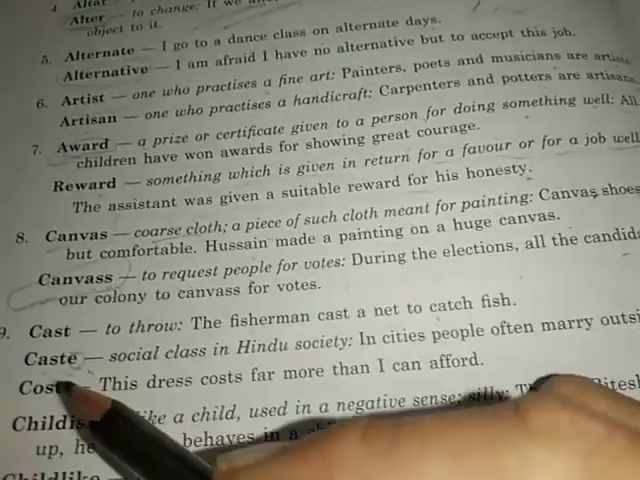 4. Altar
Alter — to change: If we
object to it.
5. Alternate — I go to a dance class on alternate days.
Alternative — I am afraid I have no alternative but to accept this job.
6. Artist — one who practises a fine art: Painters, poets and musicians are artists
Artisan — one who practises a handicraft: Carpenters and potters are artisans
7. Award — a prize or certificate given to a person for doing something well: All
children have won awards for showing great courage.
Reward — something which is given in return for a favour or for a job well
The assistant was given a suitable reward for his honesty.
8. Canvas — coarse cloth; a piece of such cloth meant for painting: Canvas shoes
but comfortable. Hussain made a painting on a huge canvas.
Canvass — to request people for votes: During the elections, all the
our colony to canvass for votes.
9. Cast — to throw: The fisherman cast a net to catch fish.
Caste — social class in Hindu society: In cities people often marry
Cost — This dress costs far more than I can afford.
like a child, used in a negative sense; silly:
up, he behaves in a
Childlike